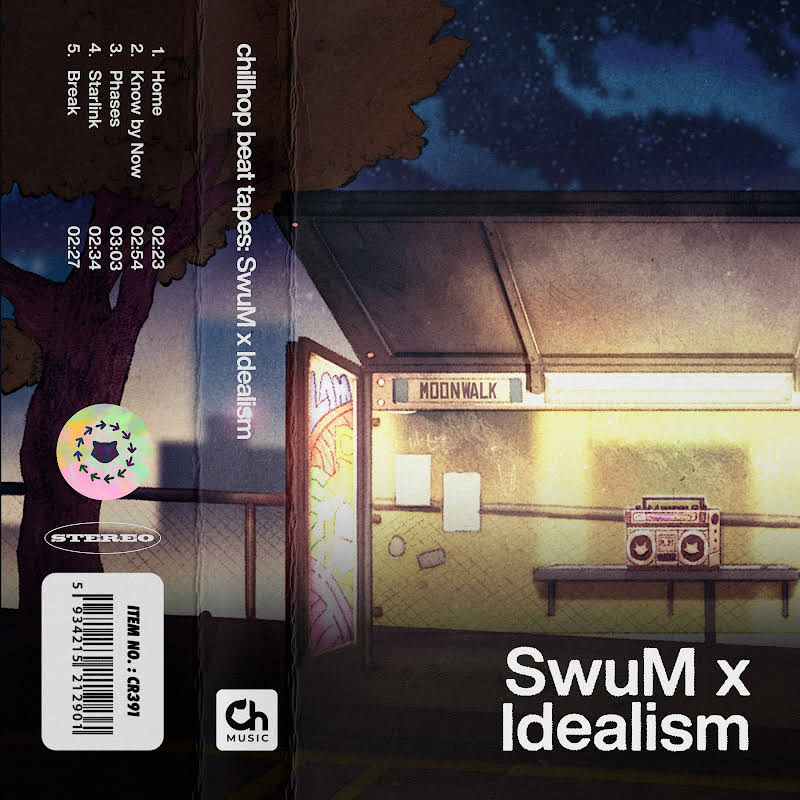 1. Home 02:23
2. Know by Now 02:54
3. Phases 03:03
4. Starlink 02:34
5. Break 02:27
STEREO
ITEM NO. : CR391
5 934215 212901
chillhop beat tapes: SwuM x Idealism
Ch
MUSIC
MOONWALK
SwuM x
Idealism